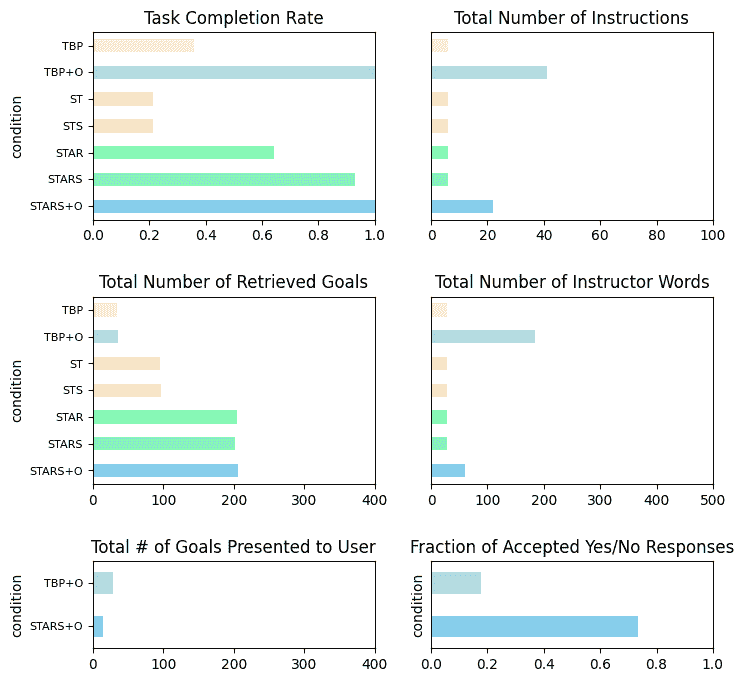 Task Completion Rate
condition
TBP
TBP+O
ST
STS
STAR
STARS
STARS+O
0.0 0.2 0.4 0.6 0.8 1.0
Total Number of Instructions
0 20 40 60 80 100
Total Number of Retrieved Goals
condition
TBP
TBP+O
ST
STS
STAR
STARS
STARS+O
0 100 200 300 400
Total Number of Instructor Words
0 100 200 300 400 500
Total # of Goals Presented to User
condition
TBP+O
STARS+O
0 100 200 300 400
Fraction of Accepted Yes/No Responses
condition
0.0 0.2 0.4 0.6 0.8 1.0